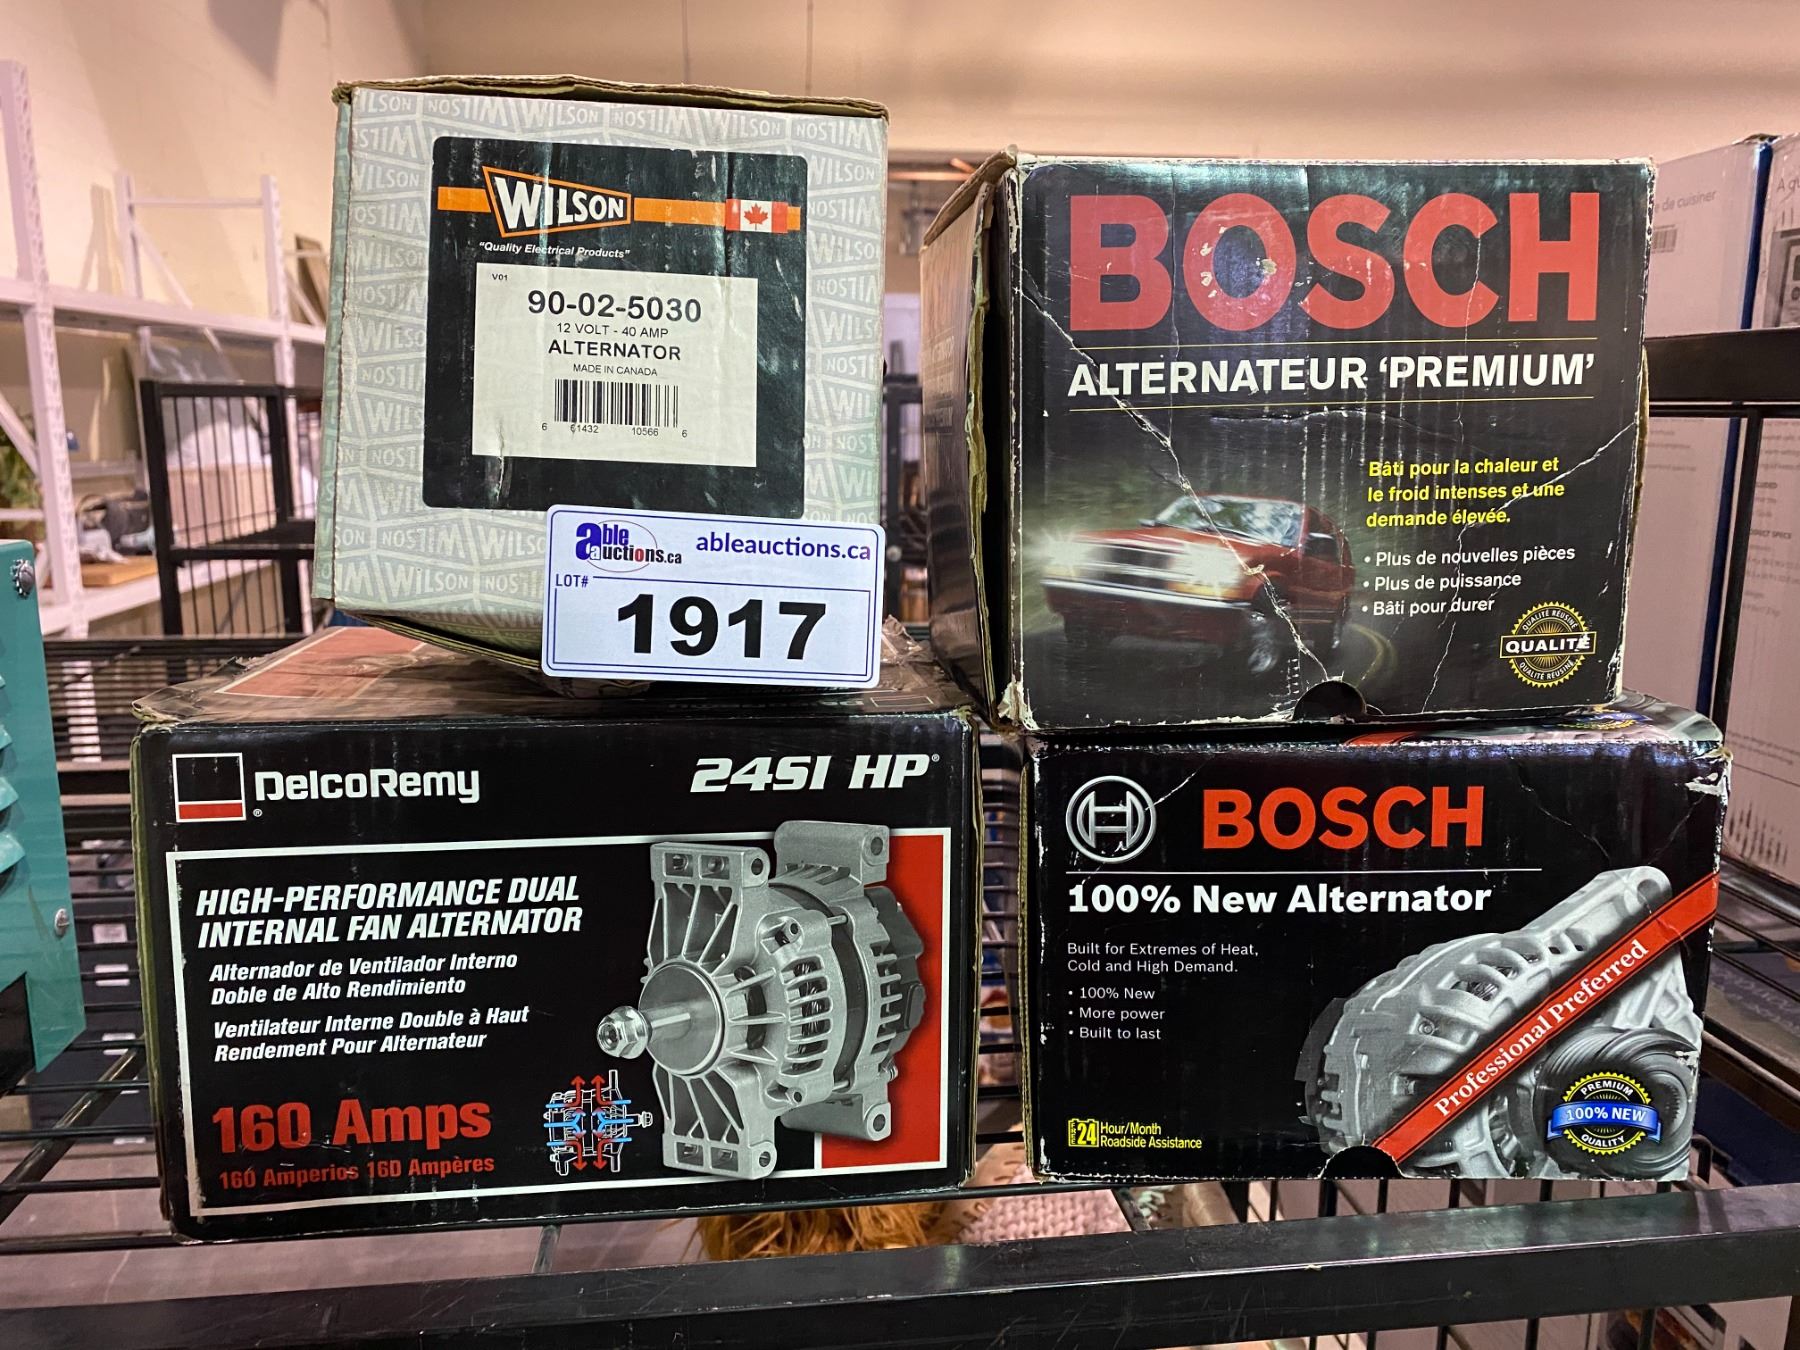 WILSON
"Quality Electrical Products"
V01
90-02-5030
12 VOLT - 40 AMP
ALTERNATOR
MADE IN CANADA
6 61432 10566 6
able auctions.ca
ableauctions.ca
LOT#
1917
BOSCH
ALTERNATEUR ‘PREMIUM’
Bâti pour la chaleur et
le froid intenses et une
demande élevée.
• Plus de nouvelles pièces
• Plus de puissance
• Bâti pour durer
QUALITÉ RÉUSINÉ
QUALITÉ
QUALITÉ RÉUSINÉ
DelcoRemy
24SI HP®
HIGH-PERFORMANCE DUAL
INTERNAL FAN ALTERNATOR
Alternador de Ventilador Interno
Doble de Alto Rendimiento
Ventilateur Interne Double à Haut
Rendement Pour Alternateur
160 Amps
160 Amperios 160 Ampères
BOSCH
100% New Alternator
Built for Extremes of Heat,
Cold and High Demand.
• 100% New
• More power
• Built to last
Professional Preferred
24 Hour/Month
Roadside Assistance
PREMIUM
100% NEW
QUALITY
de cuisiner